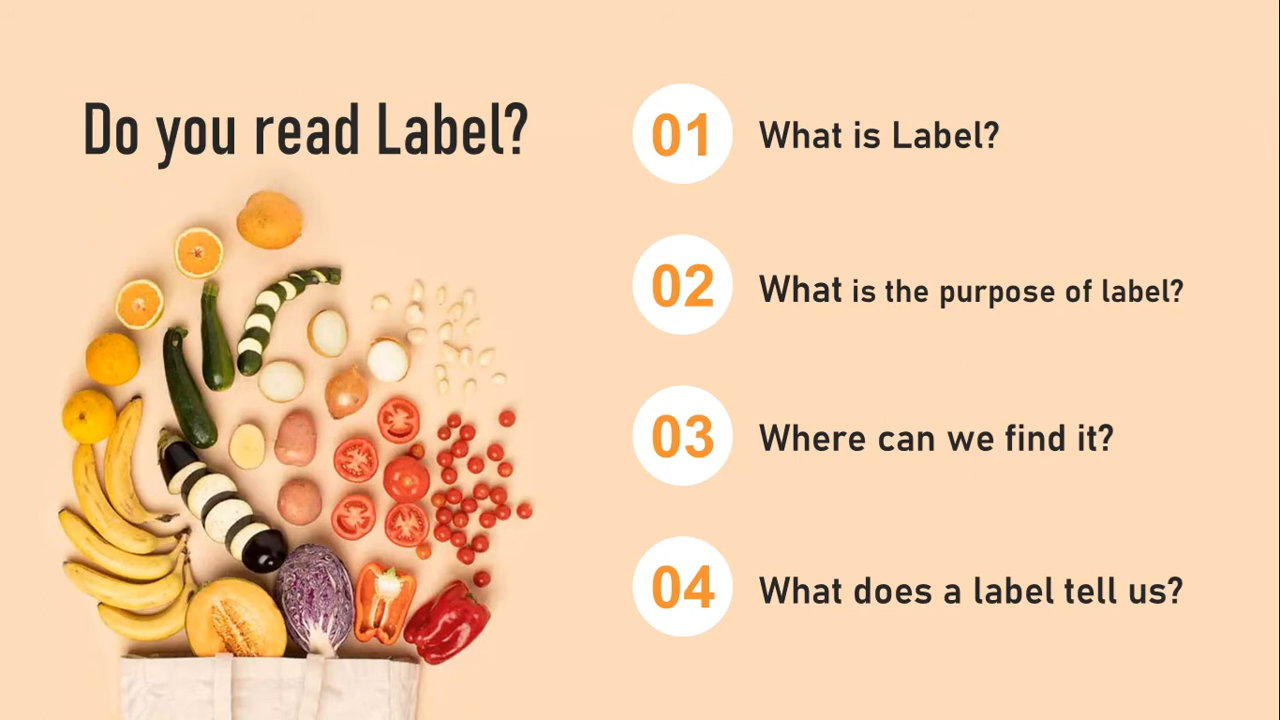 Do you read Label?
01 What is Label?
02 What is the purpose of label?
03 Where can we find it?
04 What does a label tell us?